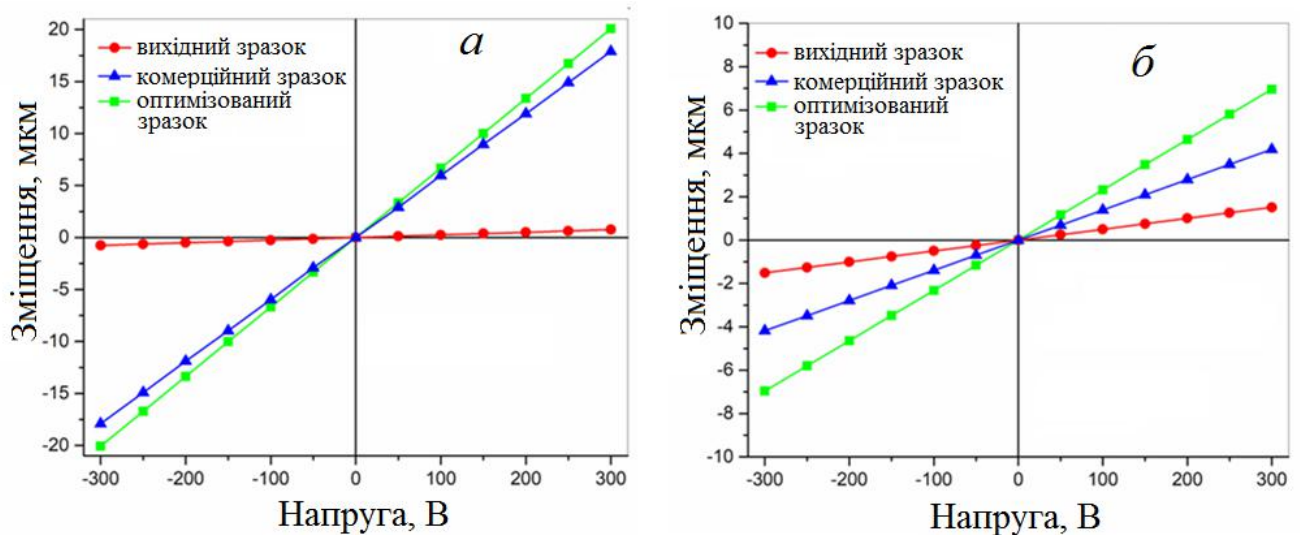 а
вихідний зразок
комерційний зразок
оптимізований
зразок
Зміщення, мкм
20
15
10
5
0
-5
-10
-15
-20
-300 -200 -100 0 100 200 300
Напруга, В
б
вихідний зразок
комерційний зразок
оптимізований
зразок
Зміщення, мкм
10
8
6
4
2
0
-2
-4
-6
-8
-10
-300 -200 -100 0 100 200 300
Напруга, В